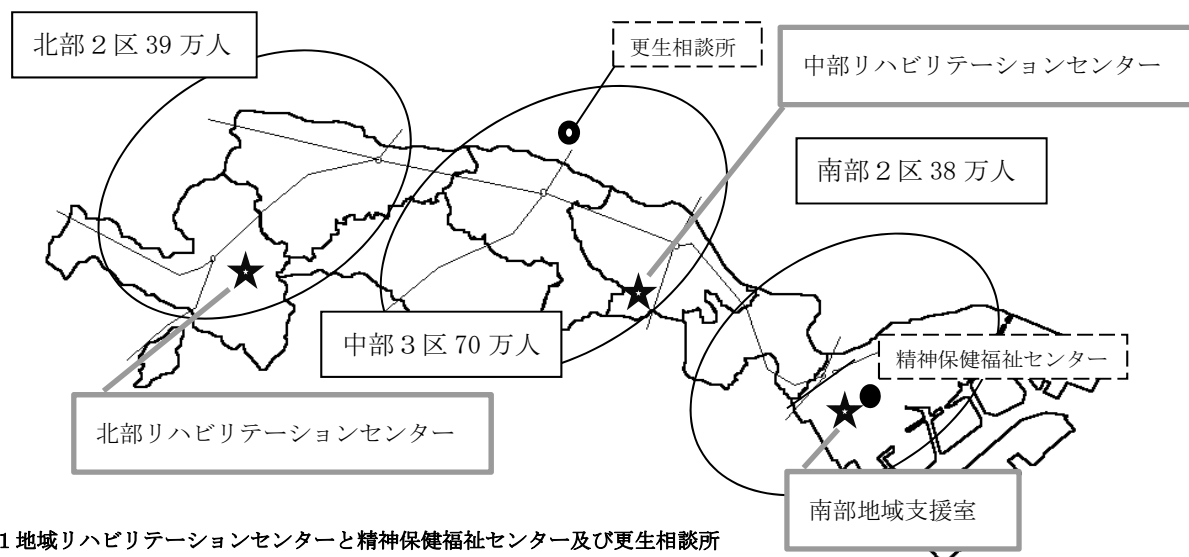 北部２区 39 万人
更生相談所
中部リハビリテーションセンター
南部２区 38 万人
中部３区 70 万人
精神保健福祉センター
北部リハビリテーションセンター
南部地域支援室
1 地域リハビリテーションセンターと精神保健福祉センター及び更生相談所